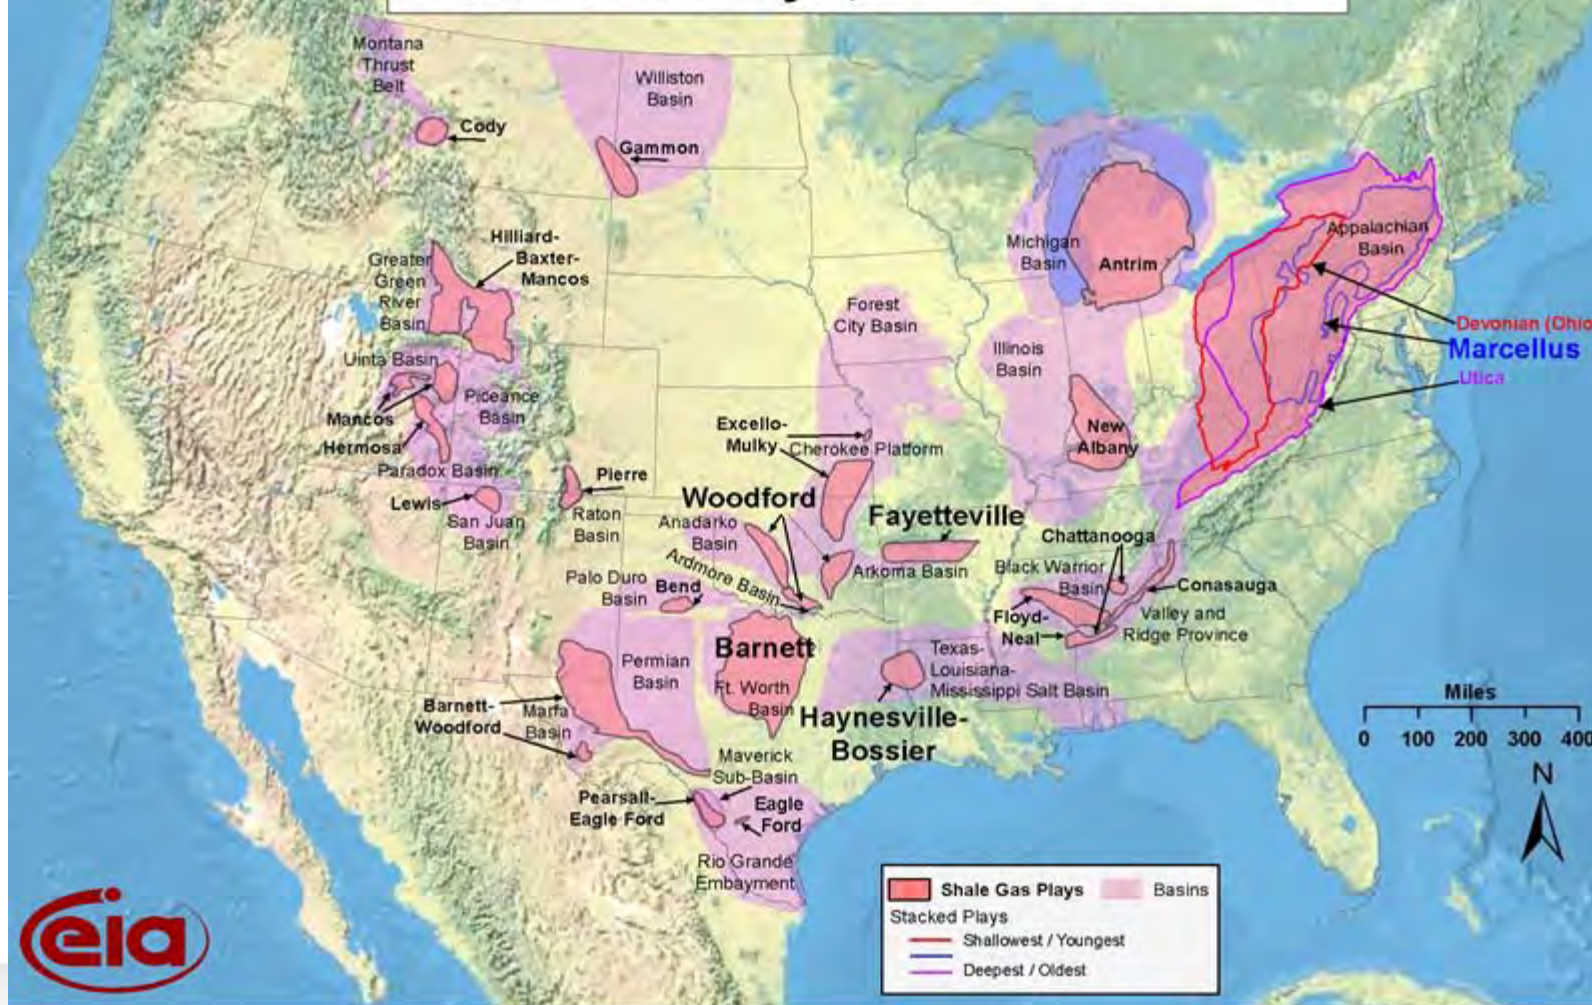 Montana
Thrust
Belt
Williston
Basin
Cody
Gammon
Hilliard-
Baxter-
Mancos
Greater
Green
River
Basin
Michigan
Basin
Antrim
Appalachian
Basin
Forest
City Basin
Devonian (Ohio
Marcellus
Utica
Illinois
Basin
Uinta Basin
Piceance
Basin
Mancos
Hermosa
Paradox Basin
Excello-
Mulky
Cherokee Platform
New
Albany
Pierre
Lewis
San Juan
Basin
Raton
Basin
Woodford
Anadarko
Basin
Fayetteville
Chattanooga
Ardmore Basin
Arkoma Basin
Black Warrior
Basin
Conasauga
Palo Duro
Basin
Bend
Floyd-
Neal
Valley and
Ridge Province
Barnett
Permian
Basin
Ft. Worth
Basin
Texas-
Louisiana-
Mississippi Salt Basin
Barnett-
Woodford
Marfa
Basin
Haynesville-
Bossier
Maverick
Sub-Basin
Pearsall-
Eagle Ford
Eagle
Ford
Rio Grande
Embayment
Miles
0 100 200 300 400
N
Shale Gas Plays
Basins
Stacked Plays
Shallowest / Youngest
Deepest / Oldest
eia